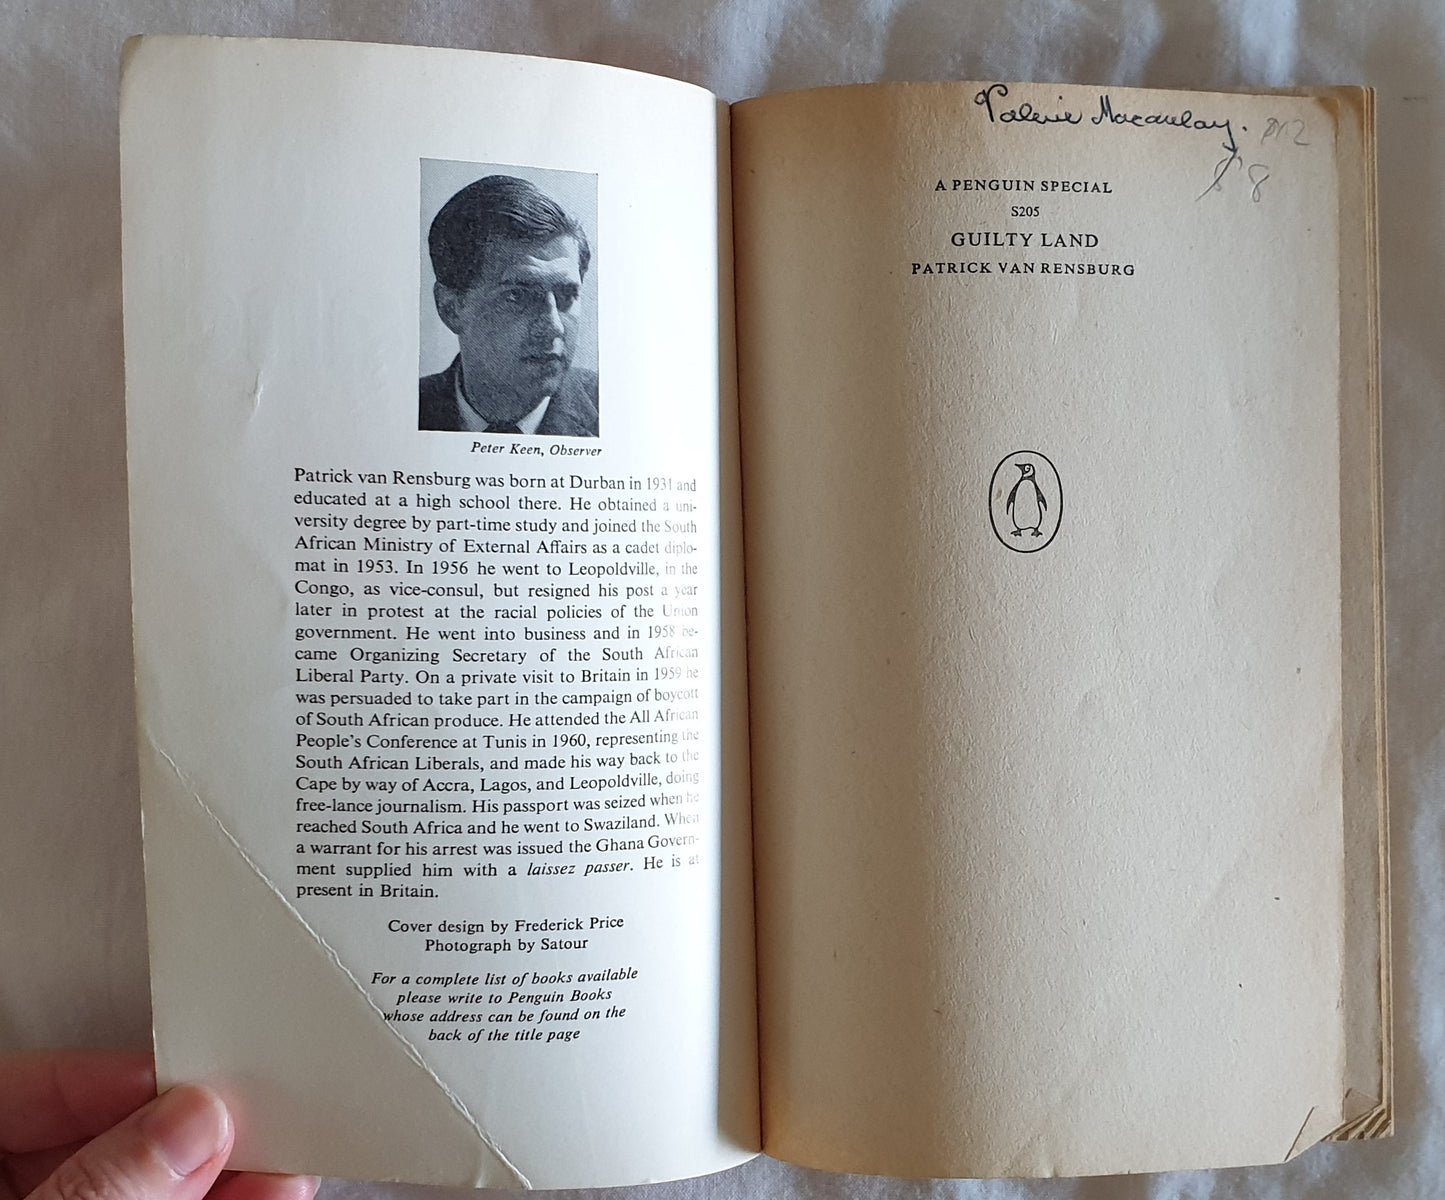 Peter Keen, Observer
Patrick van Rensburg was born at Durban in 1931 and
educated at a high school there. He obtained a uni-
versity degree by part-time study and joined the South
African Ministry of External Affairs as a cadet diplo-
mat in 1953. In 1956 he went to Leopoldville, in the
Congo, as vice-consul, but resigned his post a year
later in protest at the racial policies of the Union
government. He went into business and in 1958 be-
came Organizing Secretary of the South African
Liberal Party. On a private visit to Britain in 1959 he
was persuaded to take part in the campaign of boycott
of South African produce. He attended the All African
People's Conference at Tunis in 1960, representing the
South African Liberals, and made his way back to the
Cape by way of Accra, Lagos, and Leopoldville, doing
free-lance journalism. His passport was seized when he
reached South Africa and he went to Swaziland. When
a warrant for his arrest was issued the Ghana Govern-
ment supplied him with a laissez passer. He is at
present in Britain.
Cover design by Frederick Price
Photograph by Satour
For a complete list of books available
please write to Penguin Books
whose address can be found on the
back of the title page
Valerie Macaulay.
A PENGUIN SPECIAL
S205
GUILTY LAND
PATRICK VAN RENSBURG